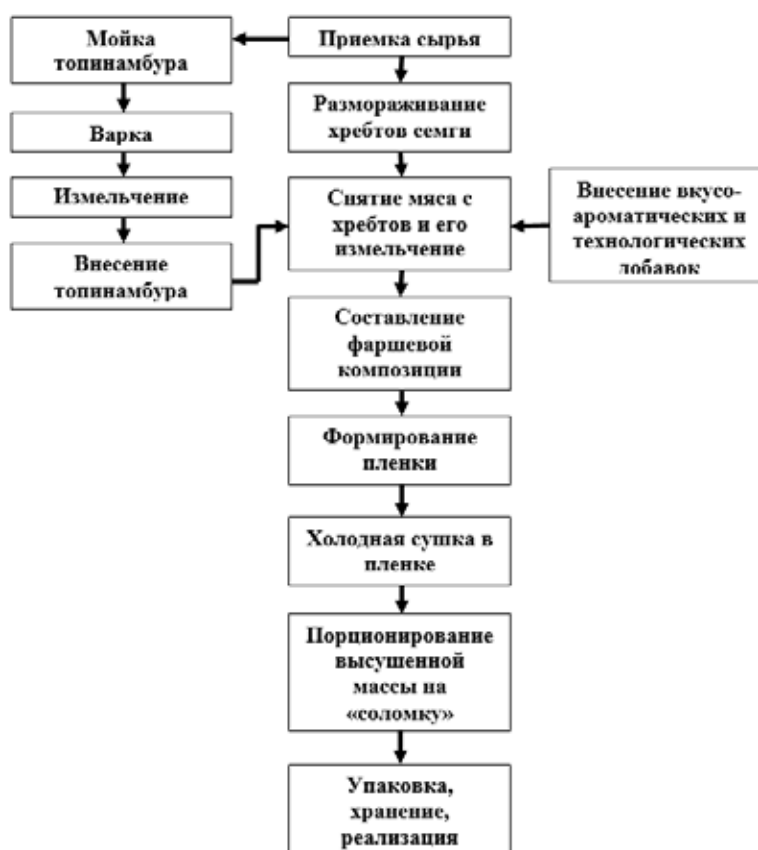 Приемка сырья
Мойка
топинамбура
Варка
Измельчение
Внесение
топинамбура
Размораживание
хребтов семги
Снятие мяса с
хребтов и его
измельчение
Внесение вкусо-
ароматических и
технологических
добавок
Составление
фаршевой
композиции
Формирование
пленки
Холодная сушка в
пленке
Порционирование
высушенной
массы на
«соломку»
Упаковка,
хранение,
реализация